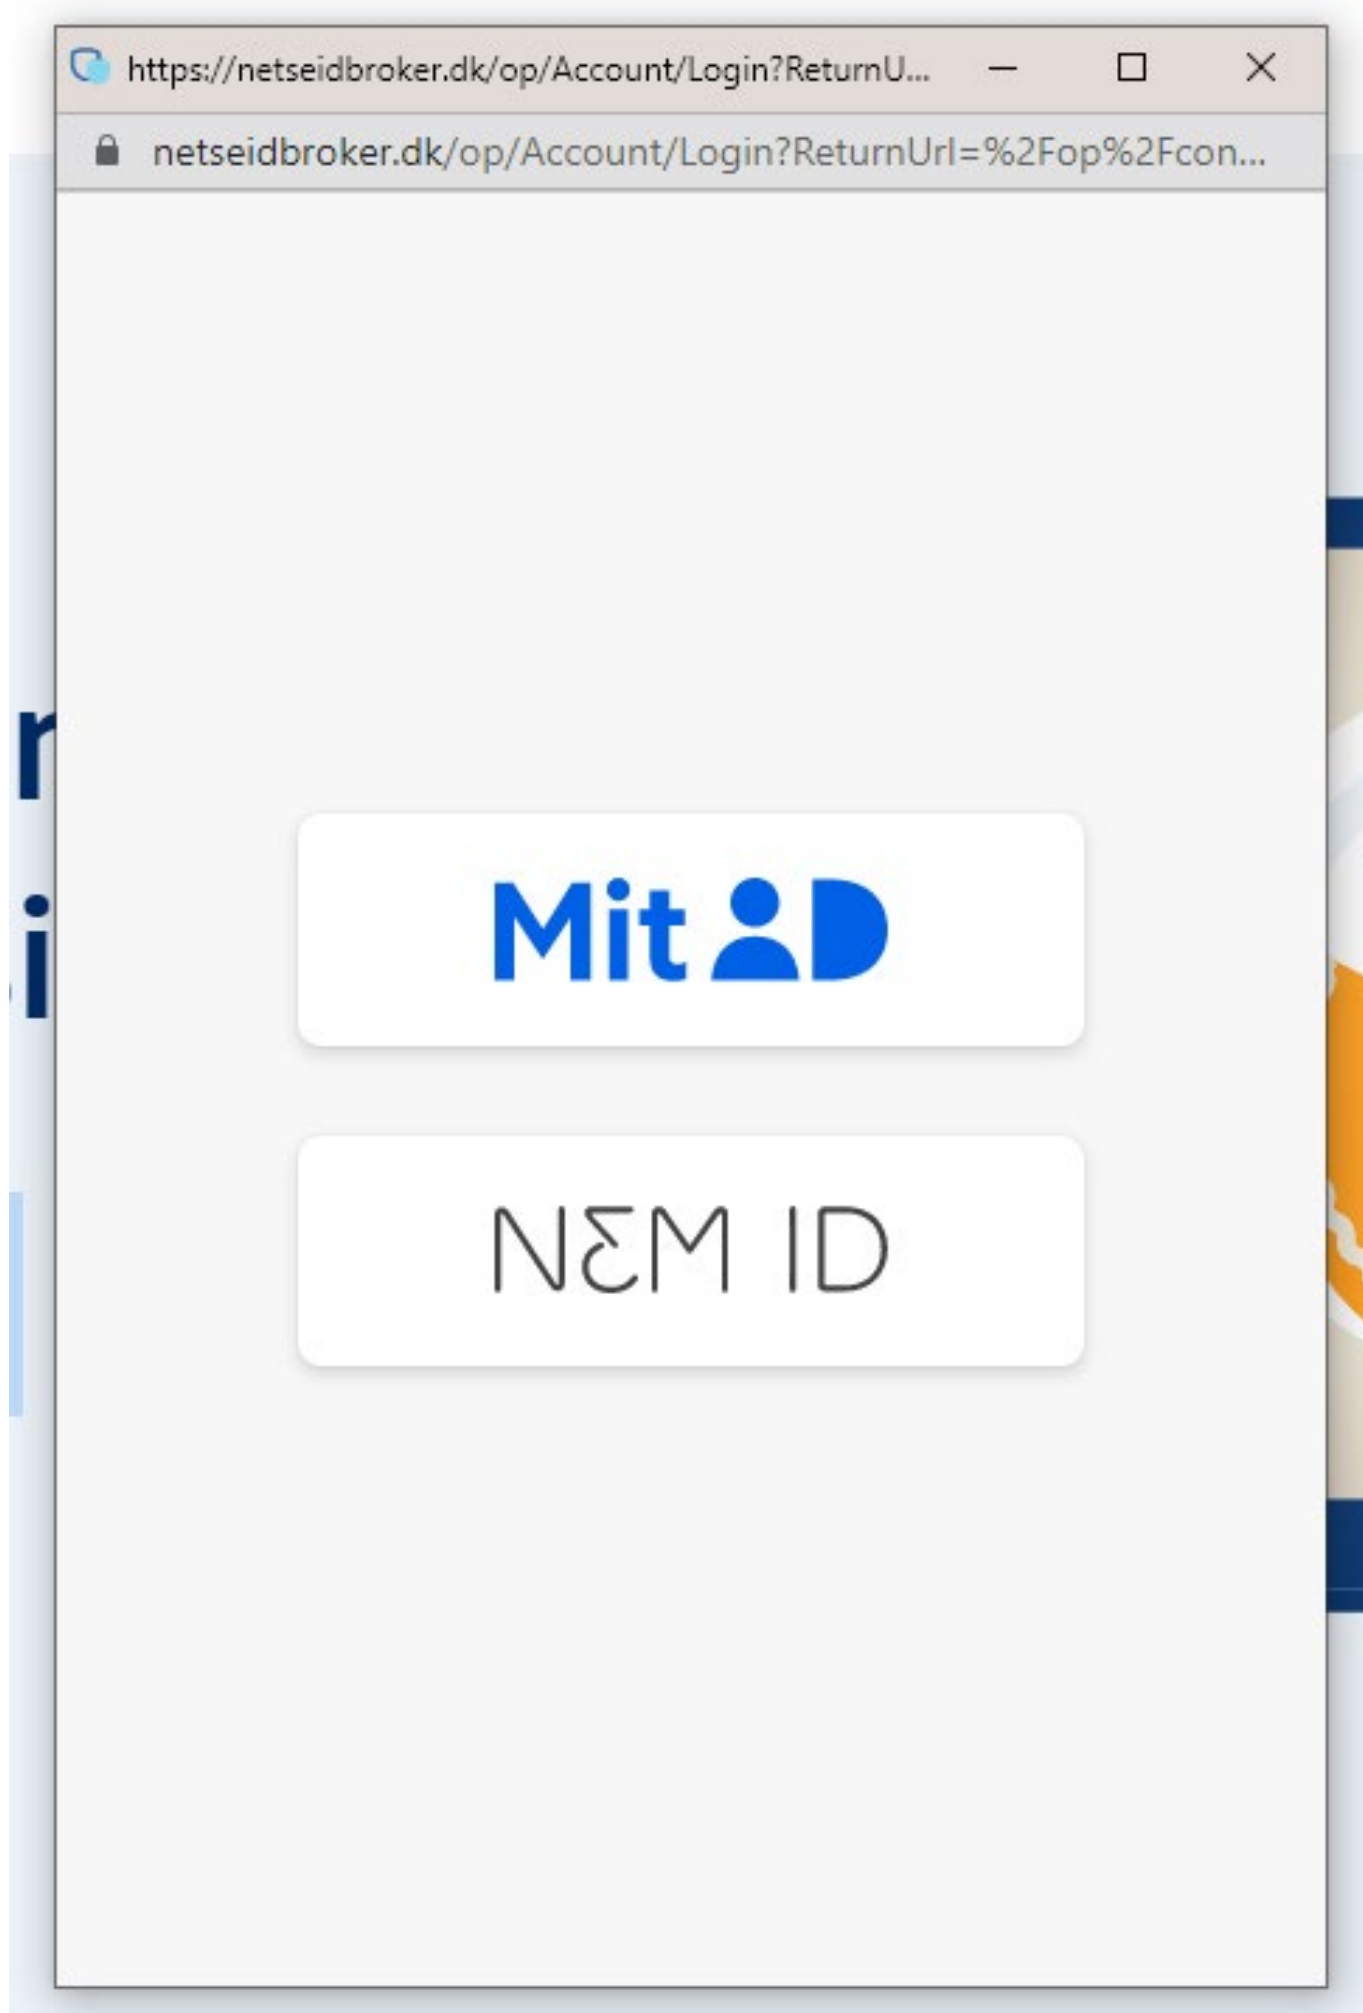 https://netseidbroker.dk/op/Account/Login?ReturnU...
netseidbroker.dk/op/Account/Login?ReturnUrl=%2Fop%2Fcon...
Mit ID
NEM ID